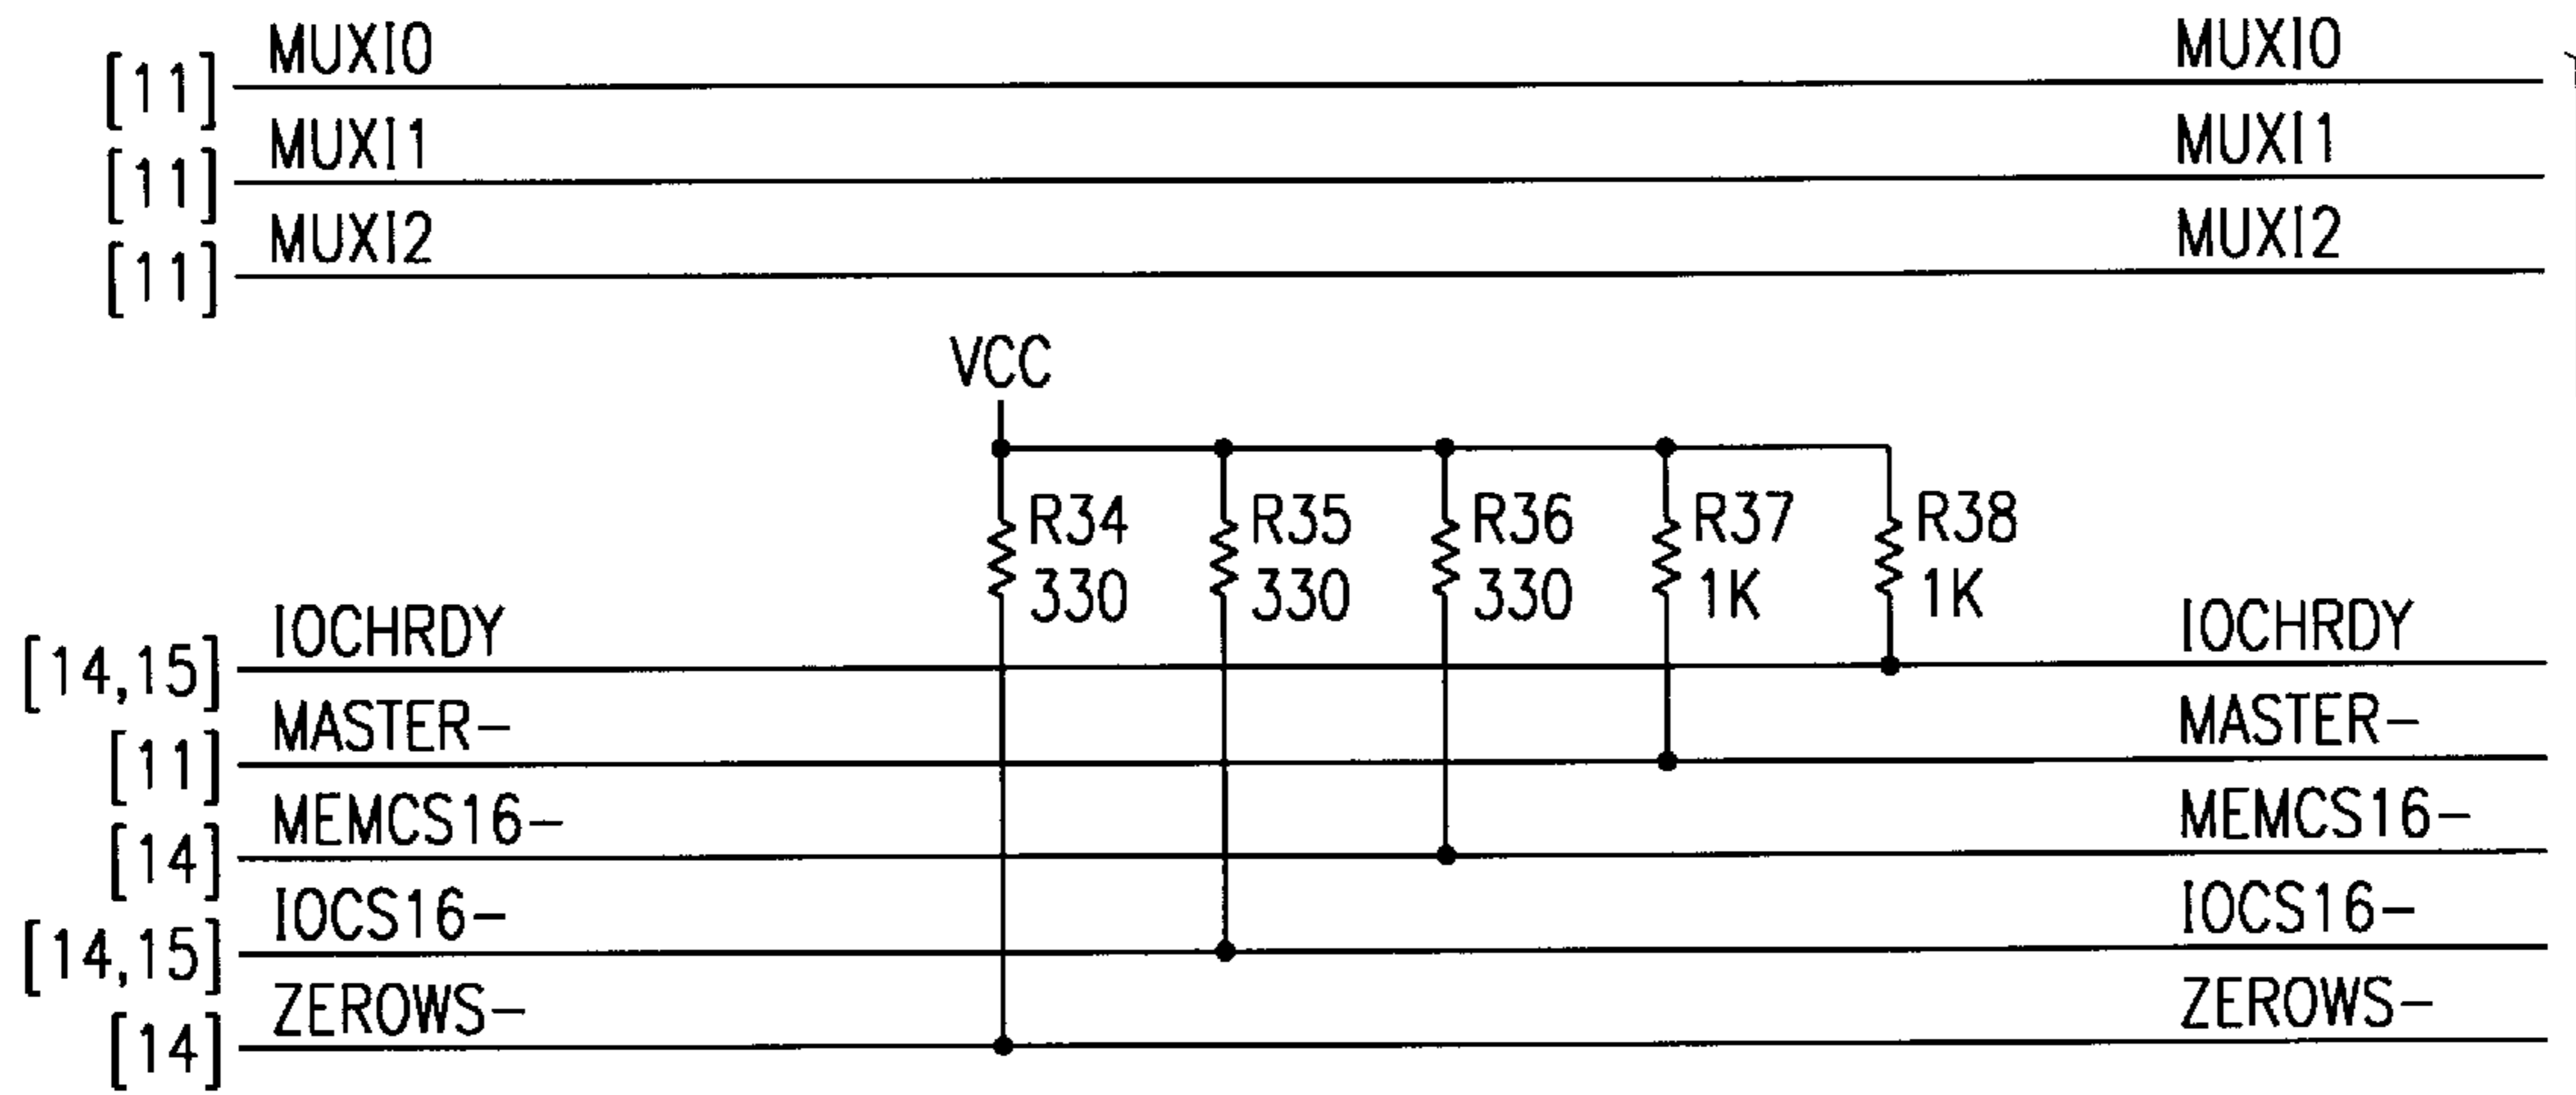 [11] MUXI0 MUXI0
[11] MUXI1 MUXI1
[11] MUXI2 MUXI2
VCC
R34 R35 R36 R37 R38
330 330 330 1K 1K
[14,15] IOCHRDY IOCHRDY
[11] MASTER- MASTER-
[14] MEMCS16- MEMCS16-
[14,15] IOCS16- IOCS16-
[14] ZEROWS- ZEROWS-